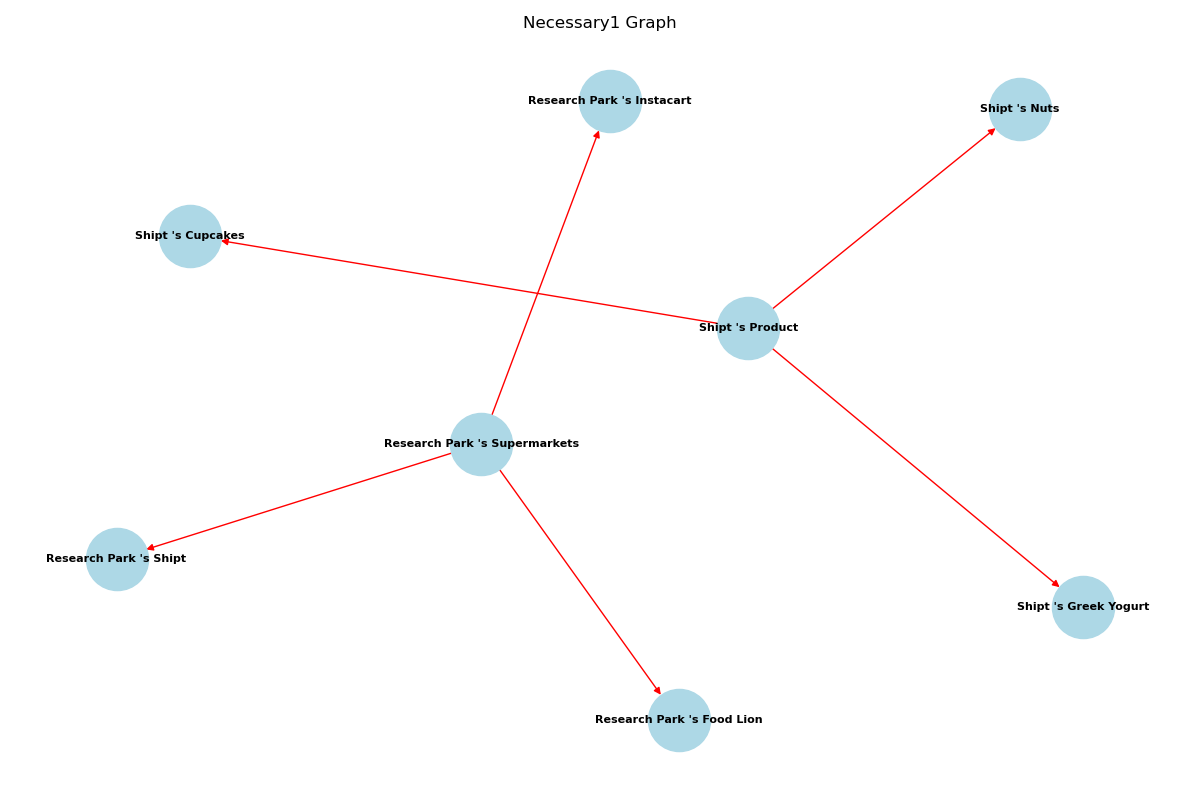 Necessary1 Graph
Research Park 's Instacart
Shipt 's Nuts
Shipt 's Cupcakes
Shipt 's Product
Research Park 's Supermarkets
Research Park 's Shipt
Shipt 's Greek Yogurt
Research Park 's Food Lion